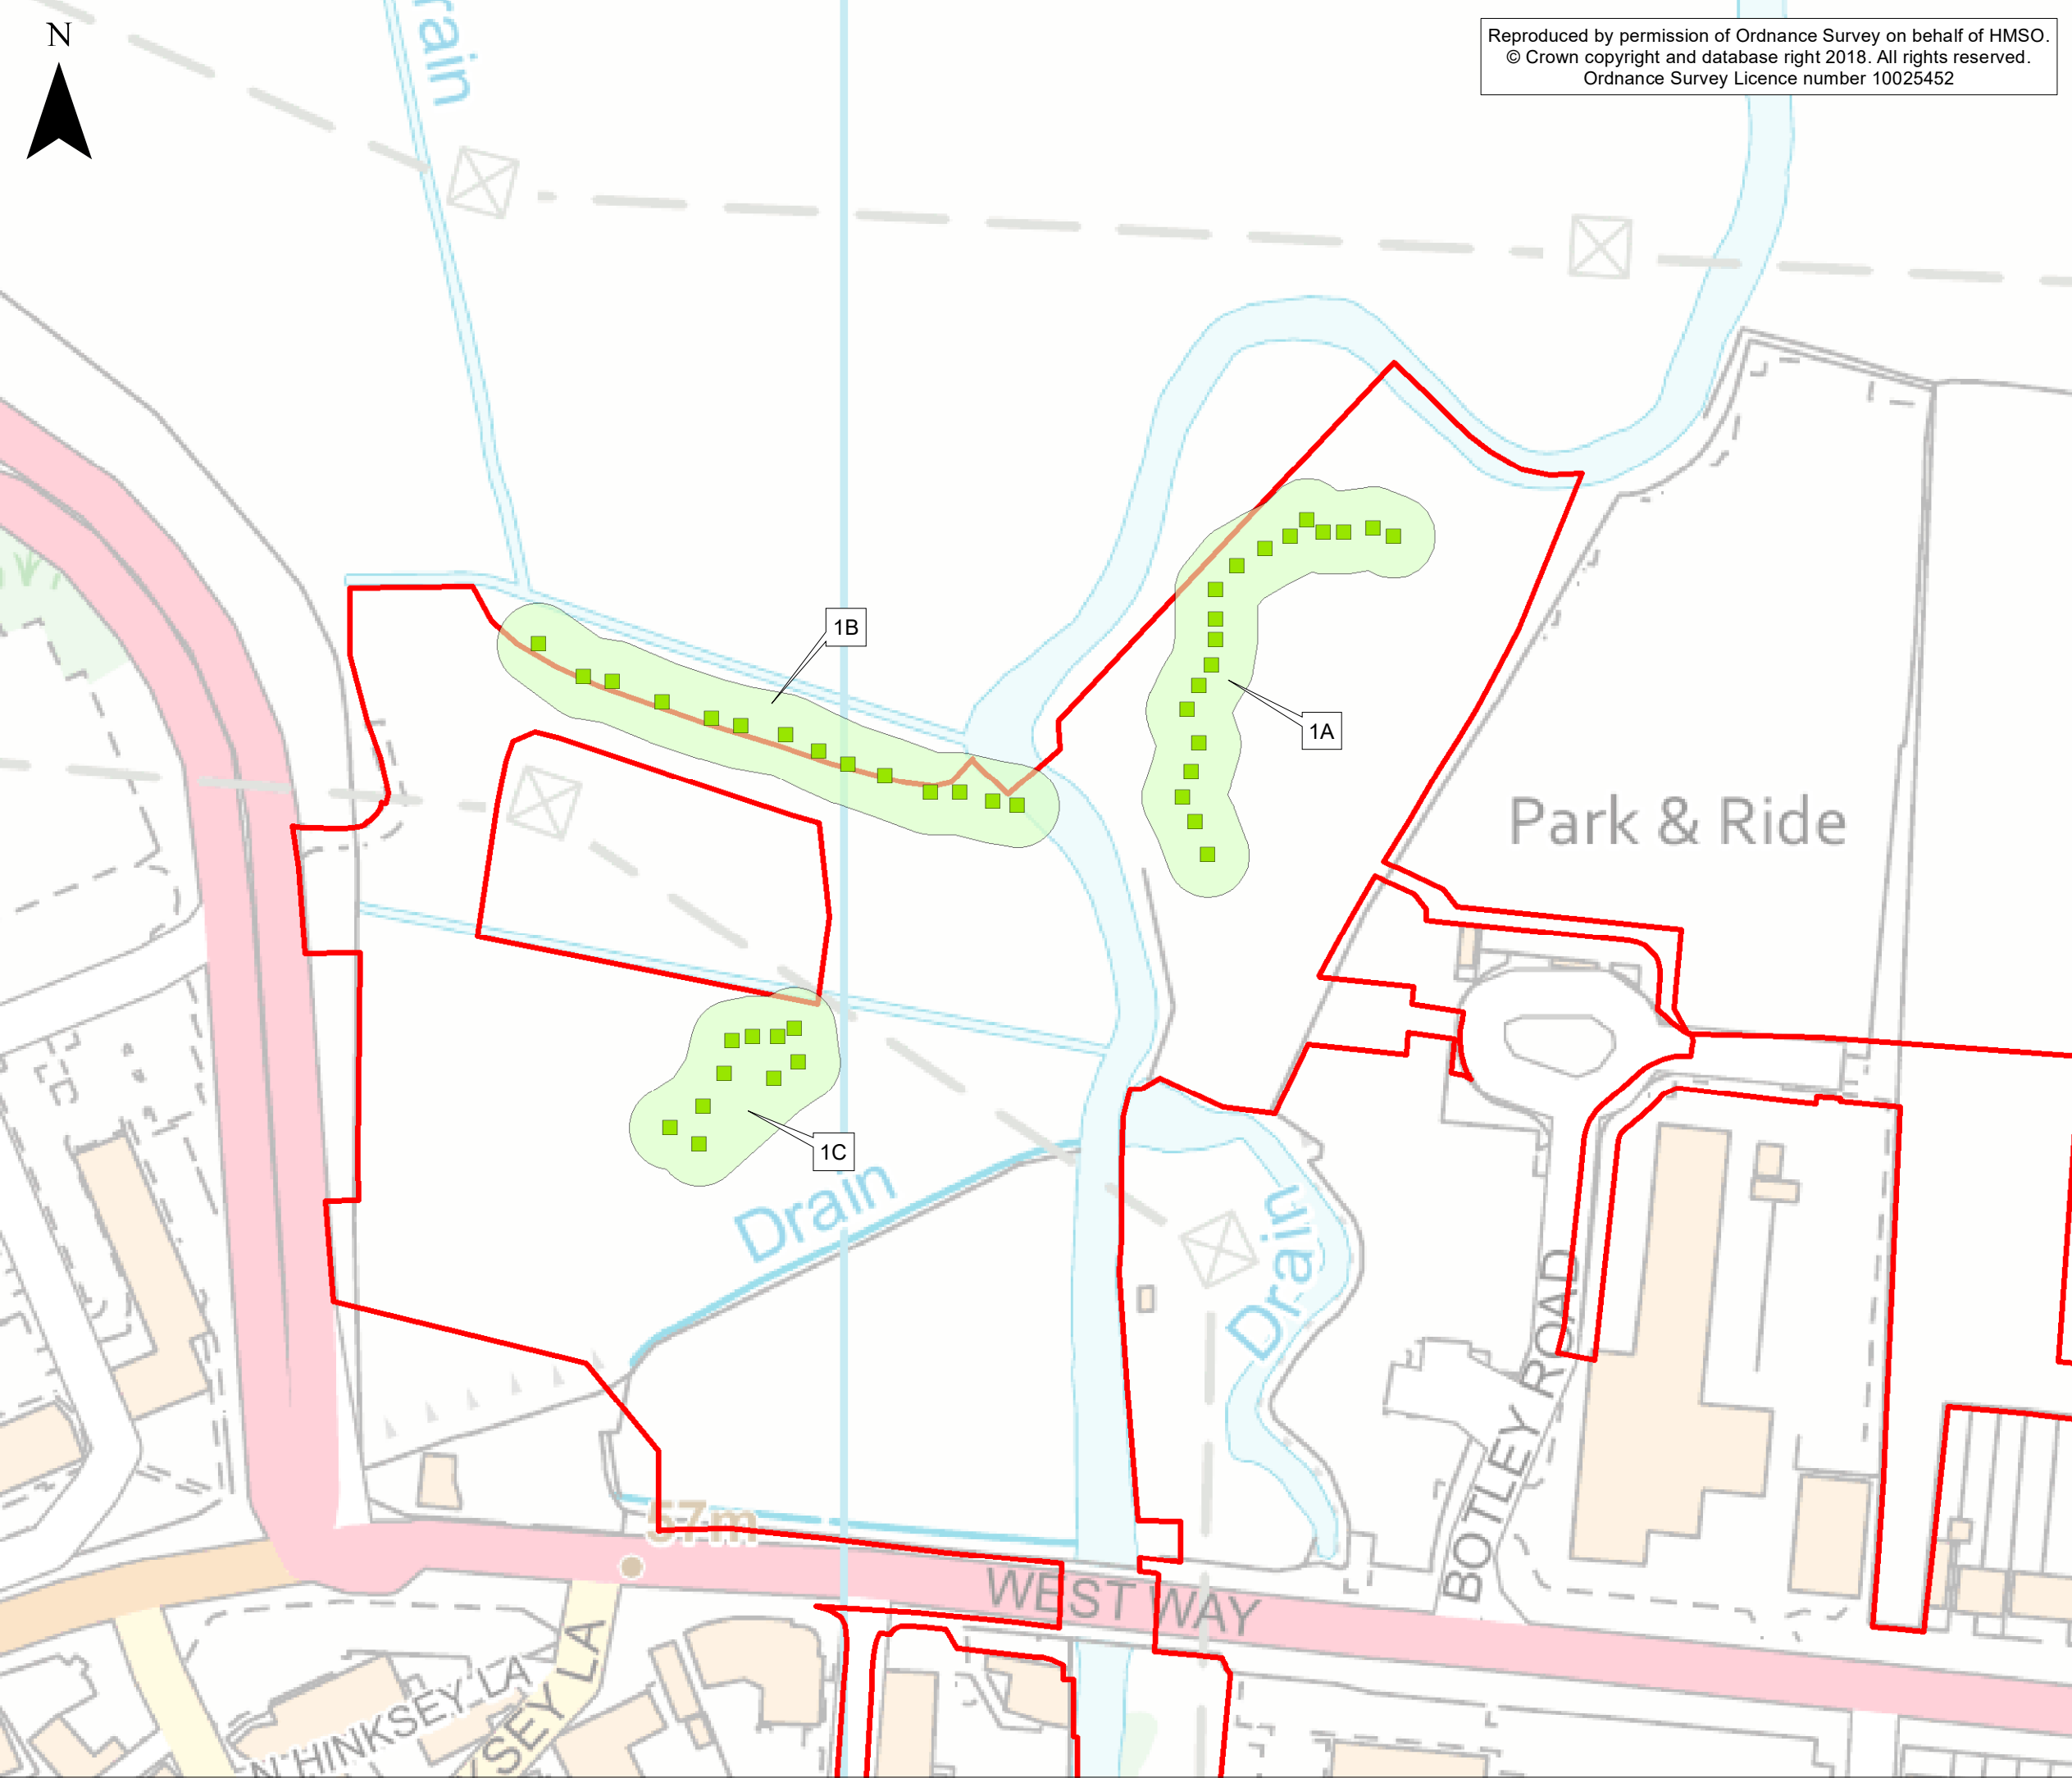 N
Reproduced by permission of Ordnance Survey on behalf of HMSO.
© Crown copyright and database right 2018. All rights reserved.
Ordnance Survey Licence number 10025452
rain
1B
1A
Park & Ride
1C
Drain
Drain
BOTLEY ROAD
57m
WEST WAY
N HINKSEY LA
KSEY LA